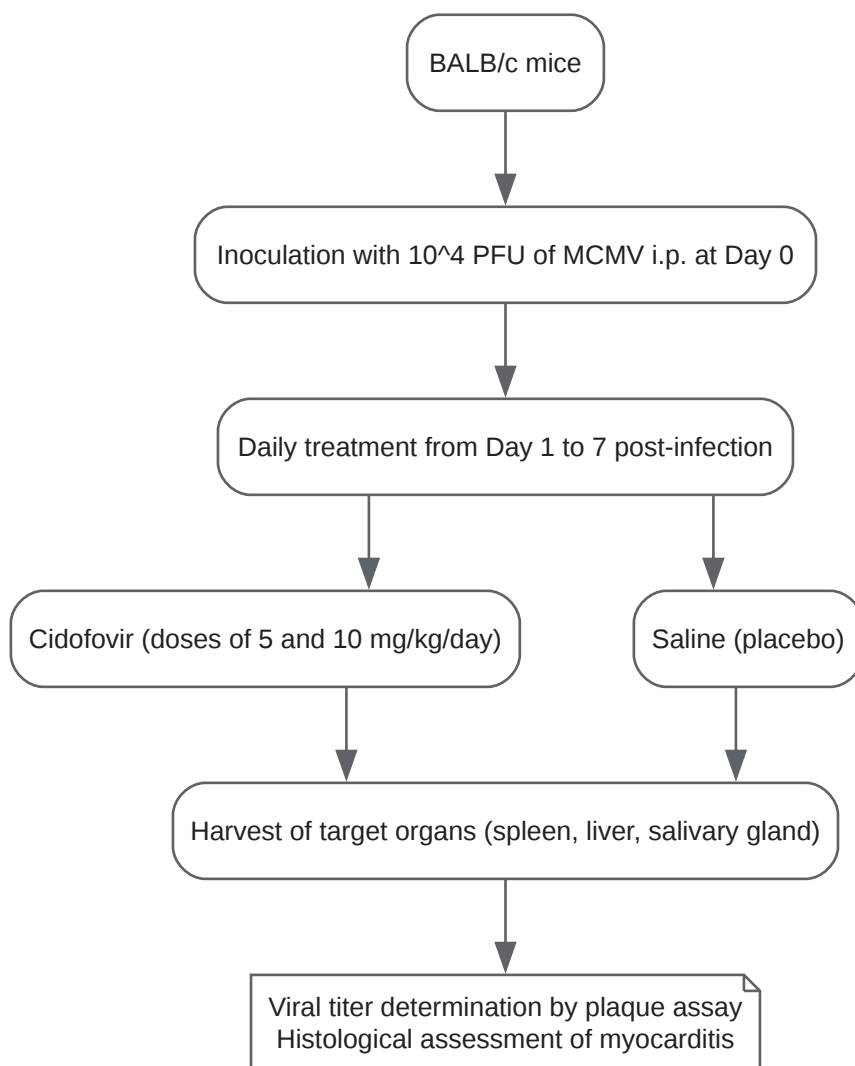 BALB/c mice
Inoculation with 10^4 PFU of MCMV i.p. at Day 0
Daily treatment from Day 1 to 7 post-infection
Cidofovir (doses of 5 and 10 mg/kg/day)
Saline (placebo)
Harvest of target organs (spleen, liver, salivary gland)
Viral titer determination by plaque assay
Histological assessment of myocarditis